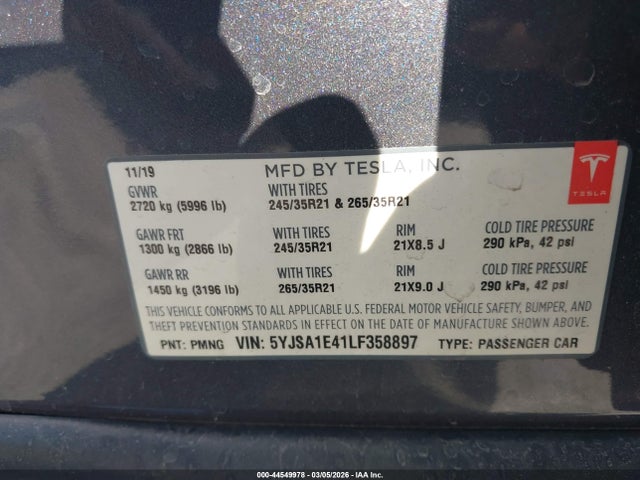 11/19 MFD BY TESLA, INC.
GVWR WITH TIRES
2720 kg (5996 lb) 245/35R21 & 265/35R21
TESLA
GAWR FRT WITH TIRES RIM COLD TIRE PRESSURE
1300 kg (2866 lb) 245/35R21 21X8.5 J 290 kPa, 42 psi
GAWR RR WITH TIRES RIM COLD TIRE PRESSURE
1450 kg (3196 lb) 265/35R21 21X9.0 J 290 kPa, 42 psi
THIS VEHICLE CONFORMS TO ALL APPLICABLE U.S. FEDERAL MOTOR VEHICLE SAFETY, BUMPER, AND
THEFT PREVENTION STANDARDS IN EFFECT ON THE DATE OF MANUFACTURE SHOWN ABOVE.
PNT: PMNG VIN: 5YJSA1E41LF358897 TYPE: PASSENGER CAR
000-44549978 - 03/05/2026 - IAA Inc.